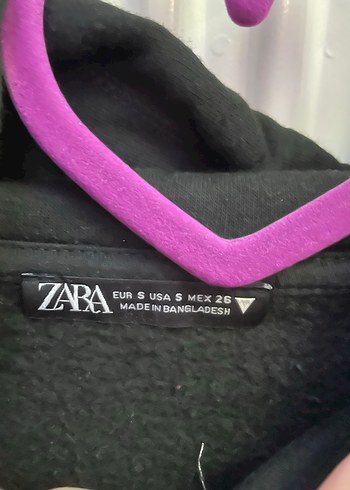 ZARA EUR S USA S MEX 26
MADE IN BANGLADESH